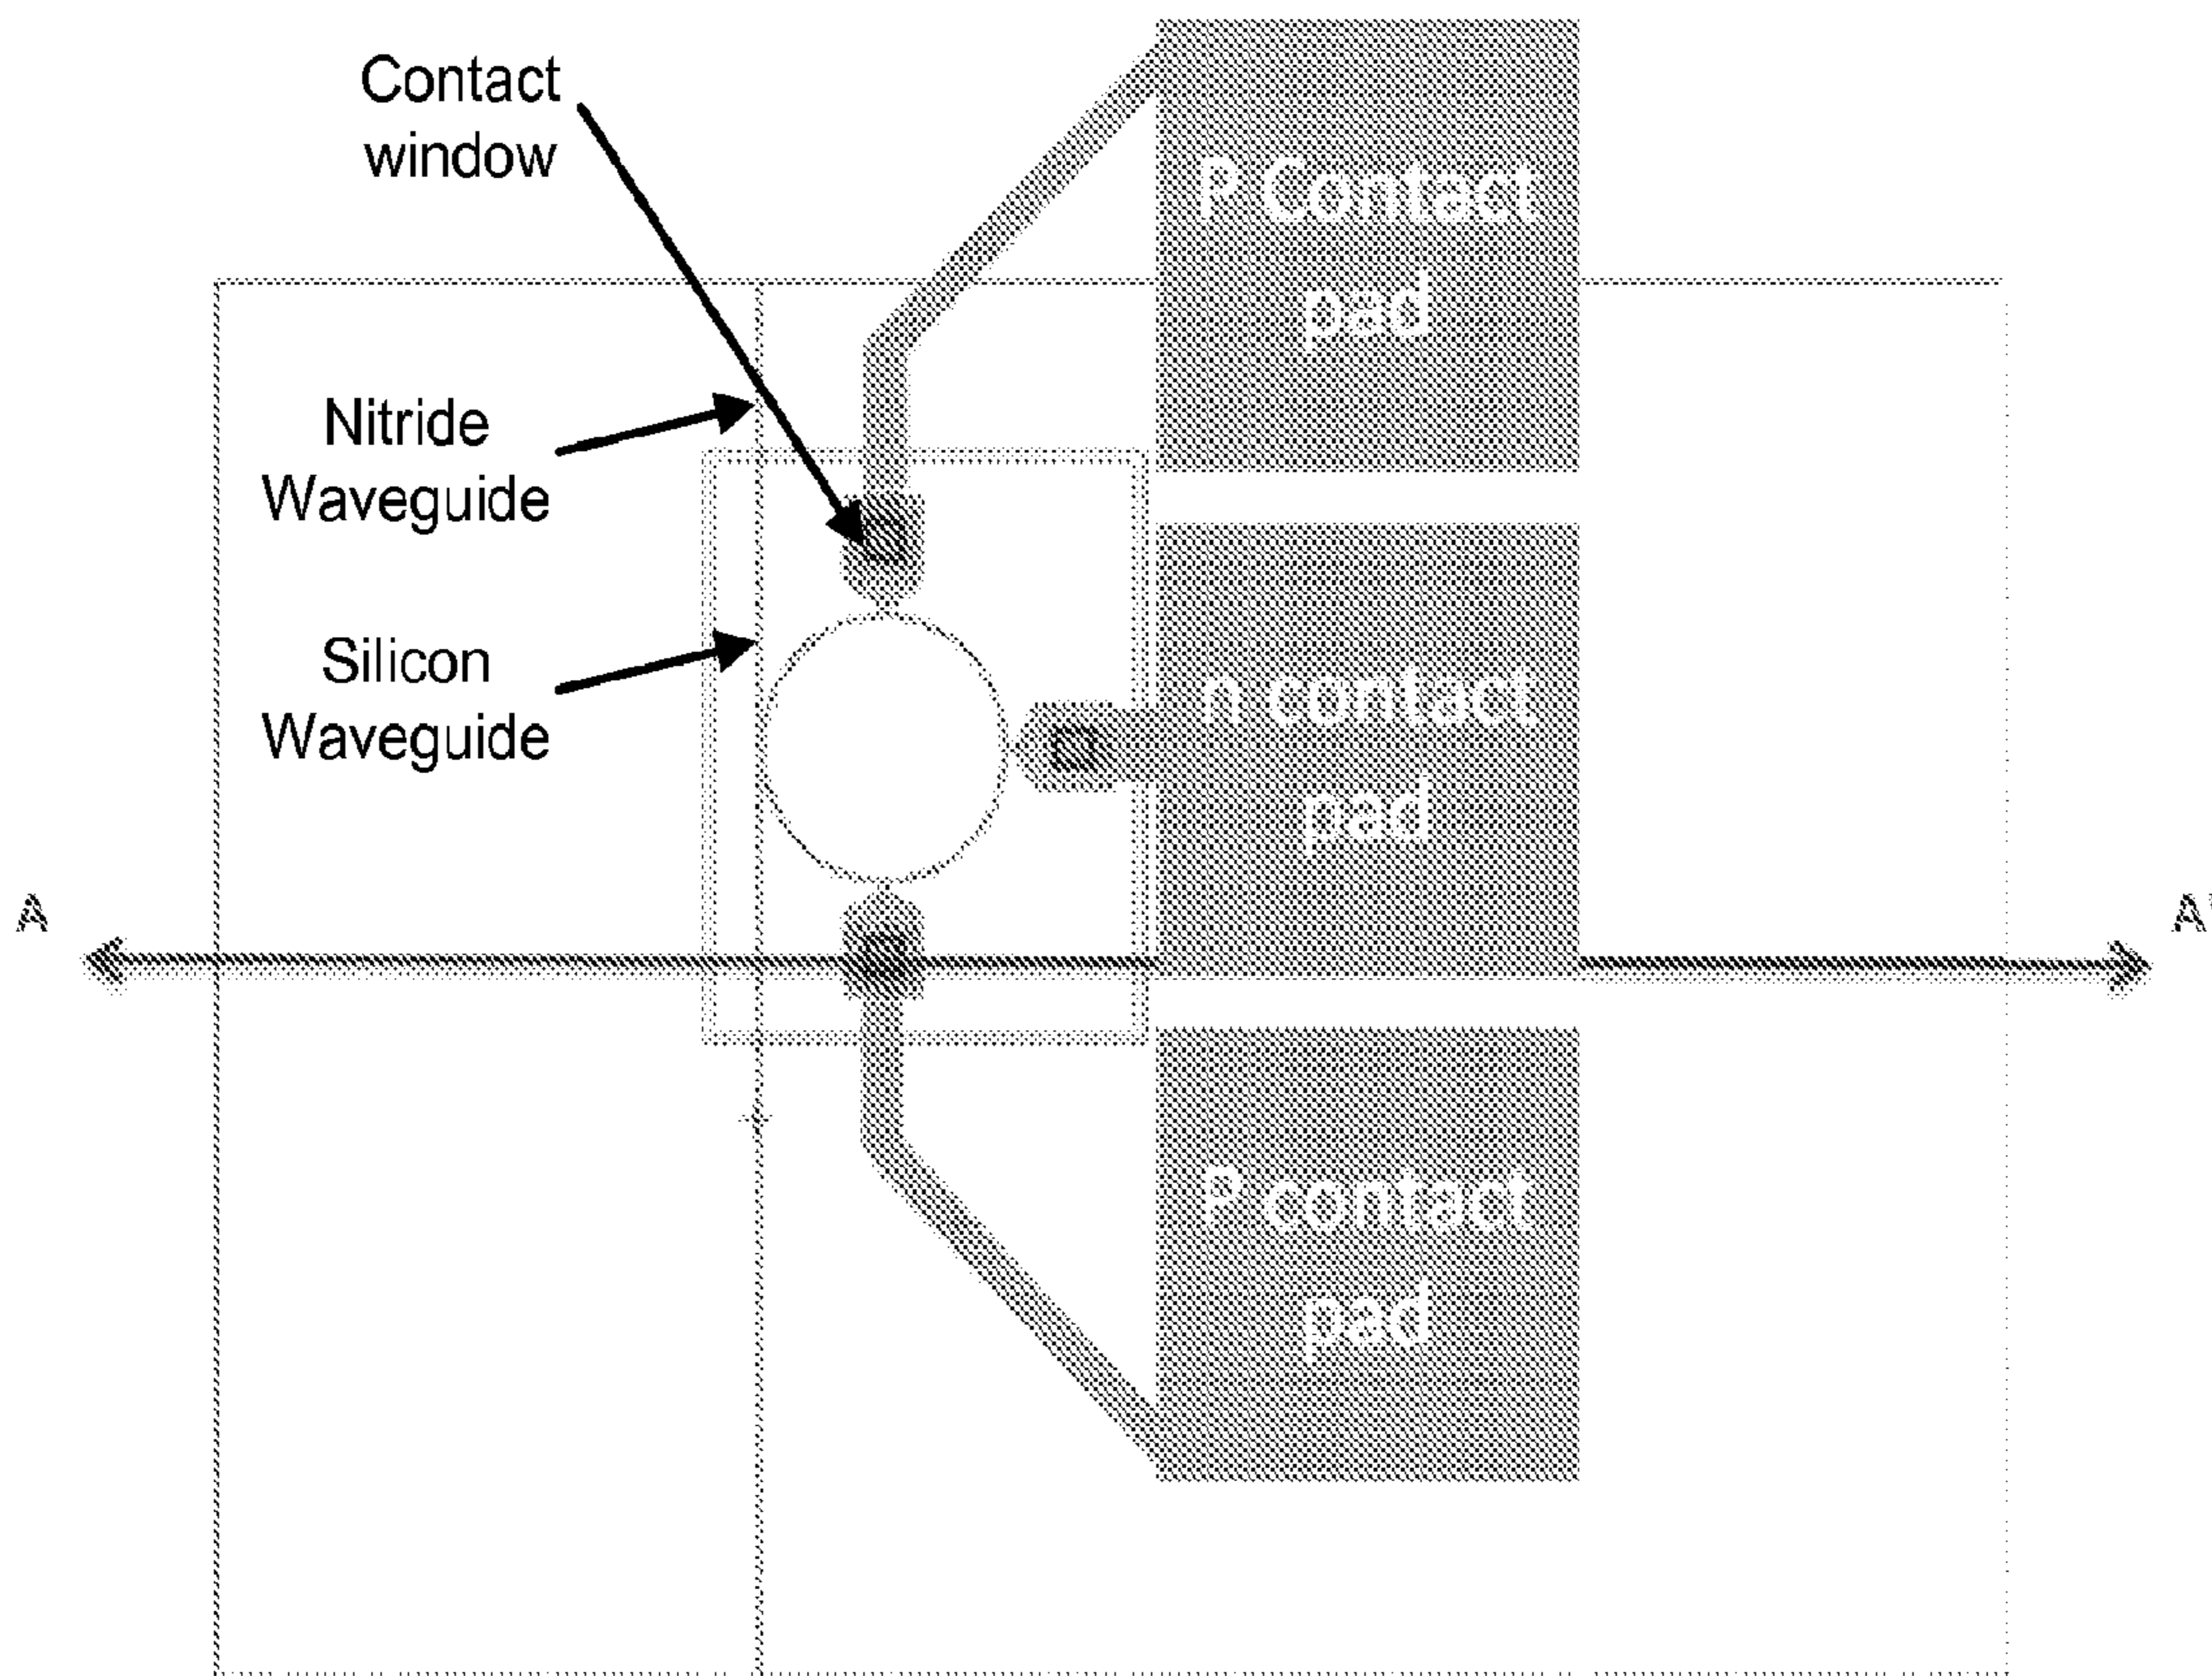 Contact
window
P Contact
pad
Nitride
Waveguide
Silicon
Waveguide
n contact
pad
A
A'
P contact
pad